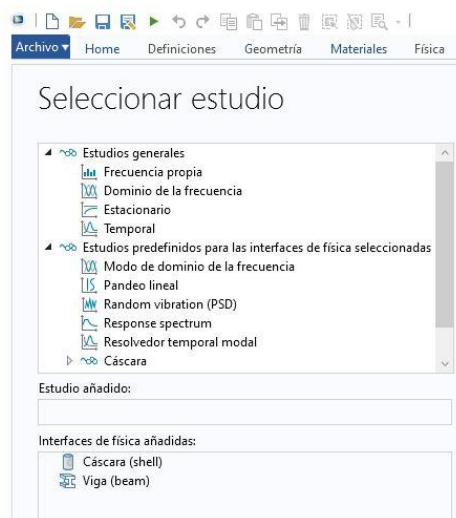 Archivo Home Definiciones Geometría Materiales Física
Seleccionar estudio
Estudios generales
Frecuencia propia
Dominio de la frecuencia
Estacionario
Temporal
Estudios predefinidos para las interfaces de física seleccionadas
Modo de dominio de la frecuencia
Pandeo lineal
Random vibration (PSD)
Response spectrum
Resolvedor temporal modal
Cáscara
Estudio añadido:
Interfaces de física añadidas:
Cáscara (shell)
Viga (beam)